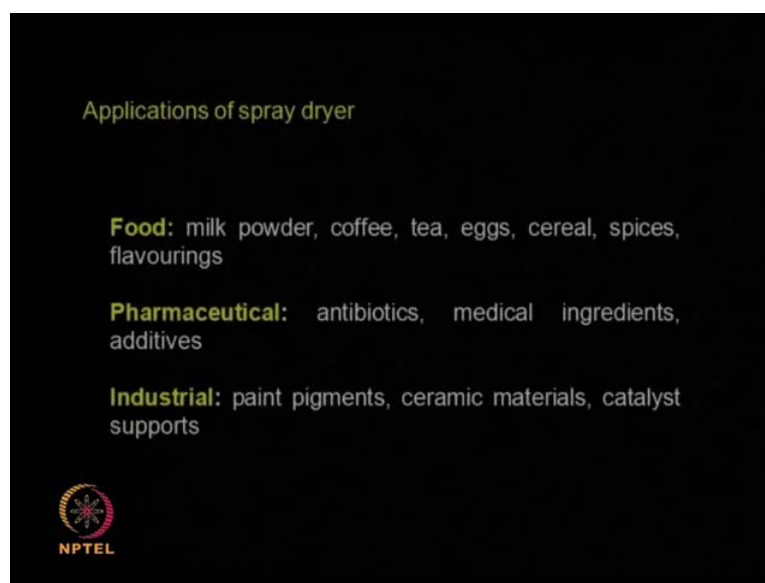 Applications of spray dryer
Food: milk powder, coffee, tea, eggs, cereal, spices,
flavourings
Pharmaceutical: antibiotics, medical ingredients,
additives
Industrial: paint pigments, ceramic materials, catalyst
supports
NPTEL